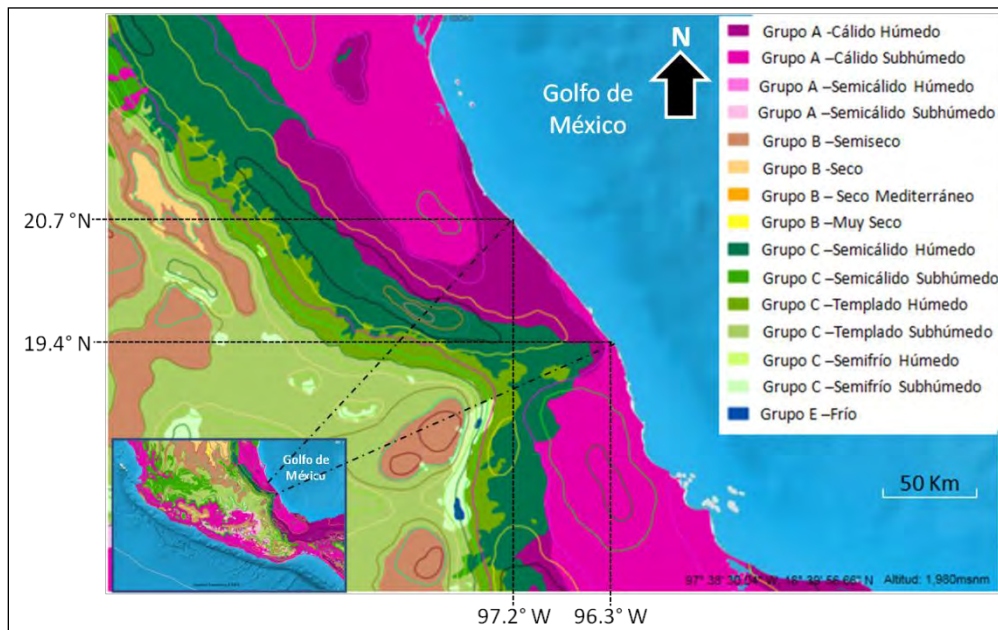 Golfo de
México
N
Grupo A -Cálido Húmedo
Grupo A –Cálido Subhúmedo
Grupo A –Semicálido Húmedo
Grupo A –Semicálido Subhúmedo
Grupo B –Semiseco
Grupo B -Seco
Grupo B – Seco Mediterráneo
Grupo B –Muy Seco
Grupo C –Semicálido Húmedo
Grupo C –Semicálido Subhúmedo
Grupo C –Templado Húmedo
Grupo C –Templado Subhúmedo
Grupo C –Semifrío Húmedo
Grupo C –Semifrío Subhúmedo
Grupo E –Frío
20.7°N
19.4°N
Golfo de
México
50 Km
97° 38' 30.04" W 16° 39' 56.66" N Altitud: 1,980msnm
97.2° W 96.3° W